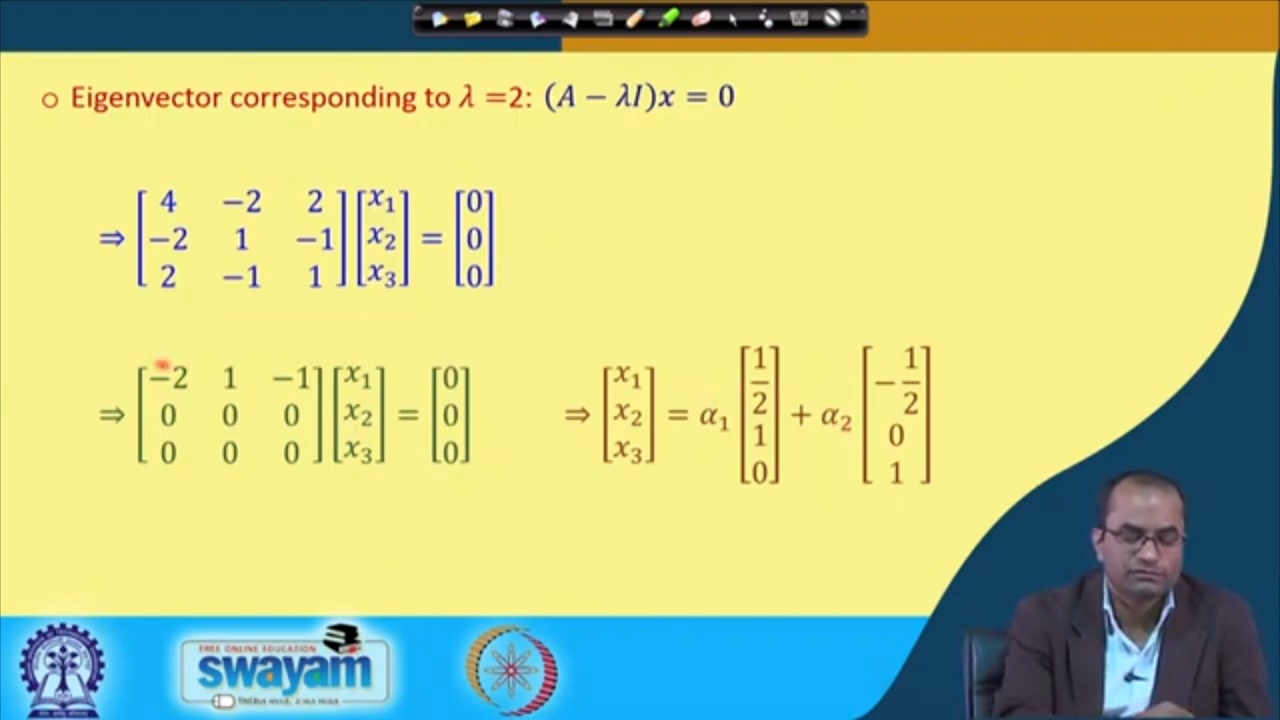 ○ Eigenvector corresponding to λ =2: (A − λI)x = 0
⇒ [4 −2 2; −2 1 −1; 2 −1 1] [x₁; x₂; x₃] = [0; 0; 0]
⇒ [−2 1 −1; 0 0 0; 0 0 0] [x₁; x₂; x₃] = [0; 0; 0] ⇒ [x₁; x₂; x₃] = α₁ [1/2; 1; 0] + α₂ [−1/2; 0; 1]
FREE ONLINE EDUCATION
swayam